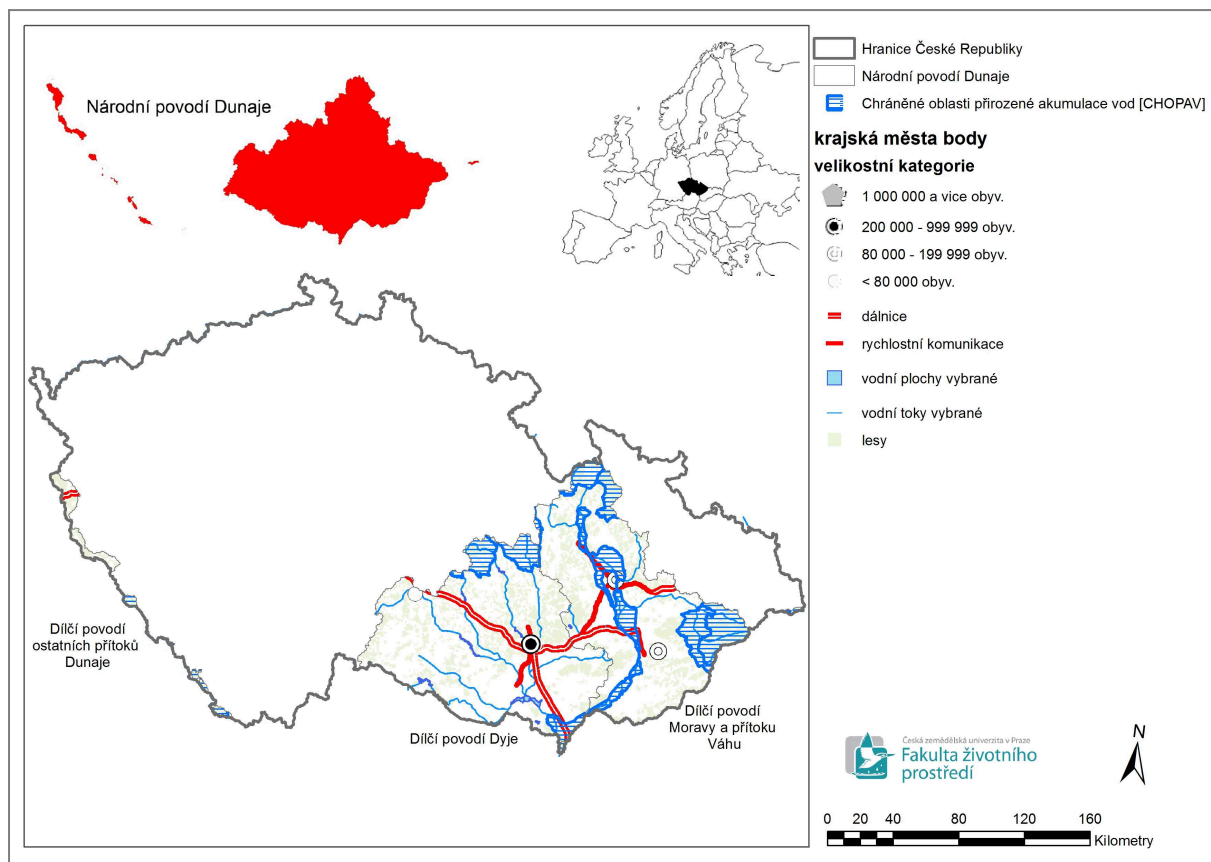 Národní povodí Dunaje
Dílčí povodí
ostatních přítoků
Dunaje
Dílčí povodí Dyje
Dílčí povodí
Moravy a přítoku
Váhu
Hranice České Republiky
Národní povodí Dunaje
Chráněné oblasti přirozené akumulace vod [CHOPAV]
krajská města body
velikostní kategorie
1 000 000 a vice obyv.
200 000 - 999 999 obyv.
80 000 - 199 999 obyv.
< 80 000 obyv.
dálnice
rychlostní komunikace
vodní plochy vybrané
vodní toky vybrané
lesy
Česká zemědělská univerzita v Praze
Fakulta životního
prostředí
N
0 20 40 80 120 160
Kilometry